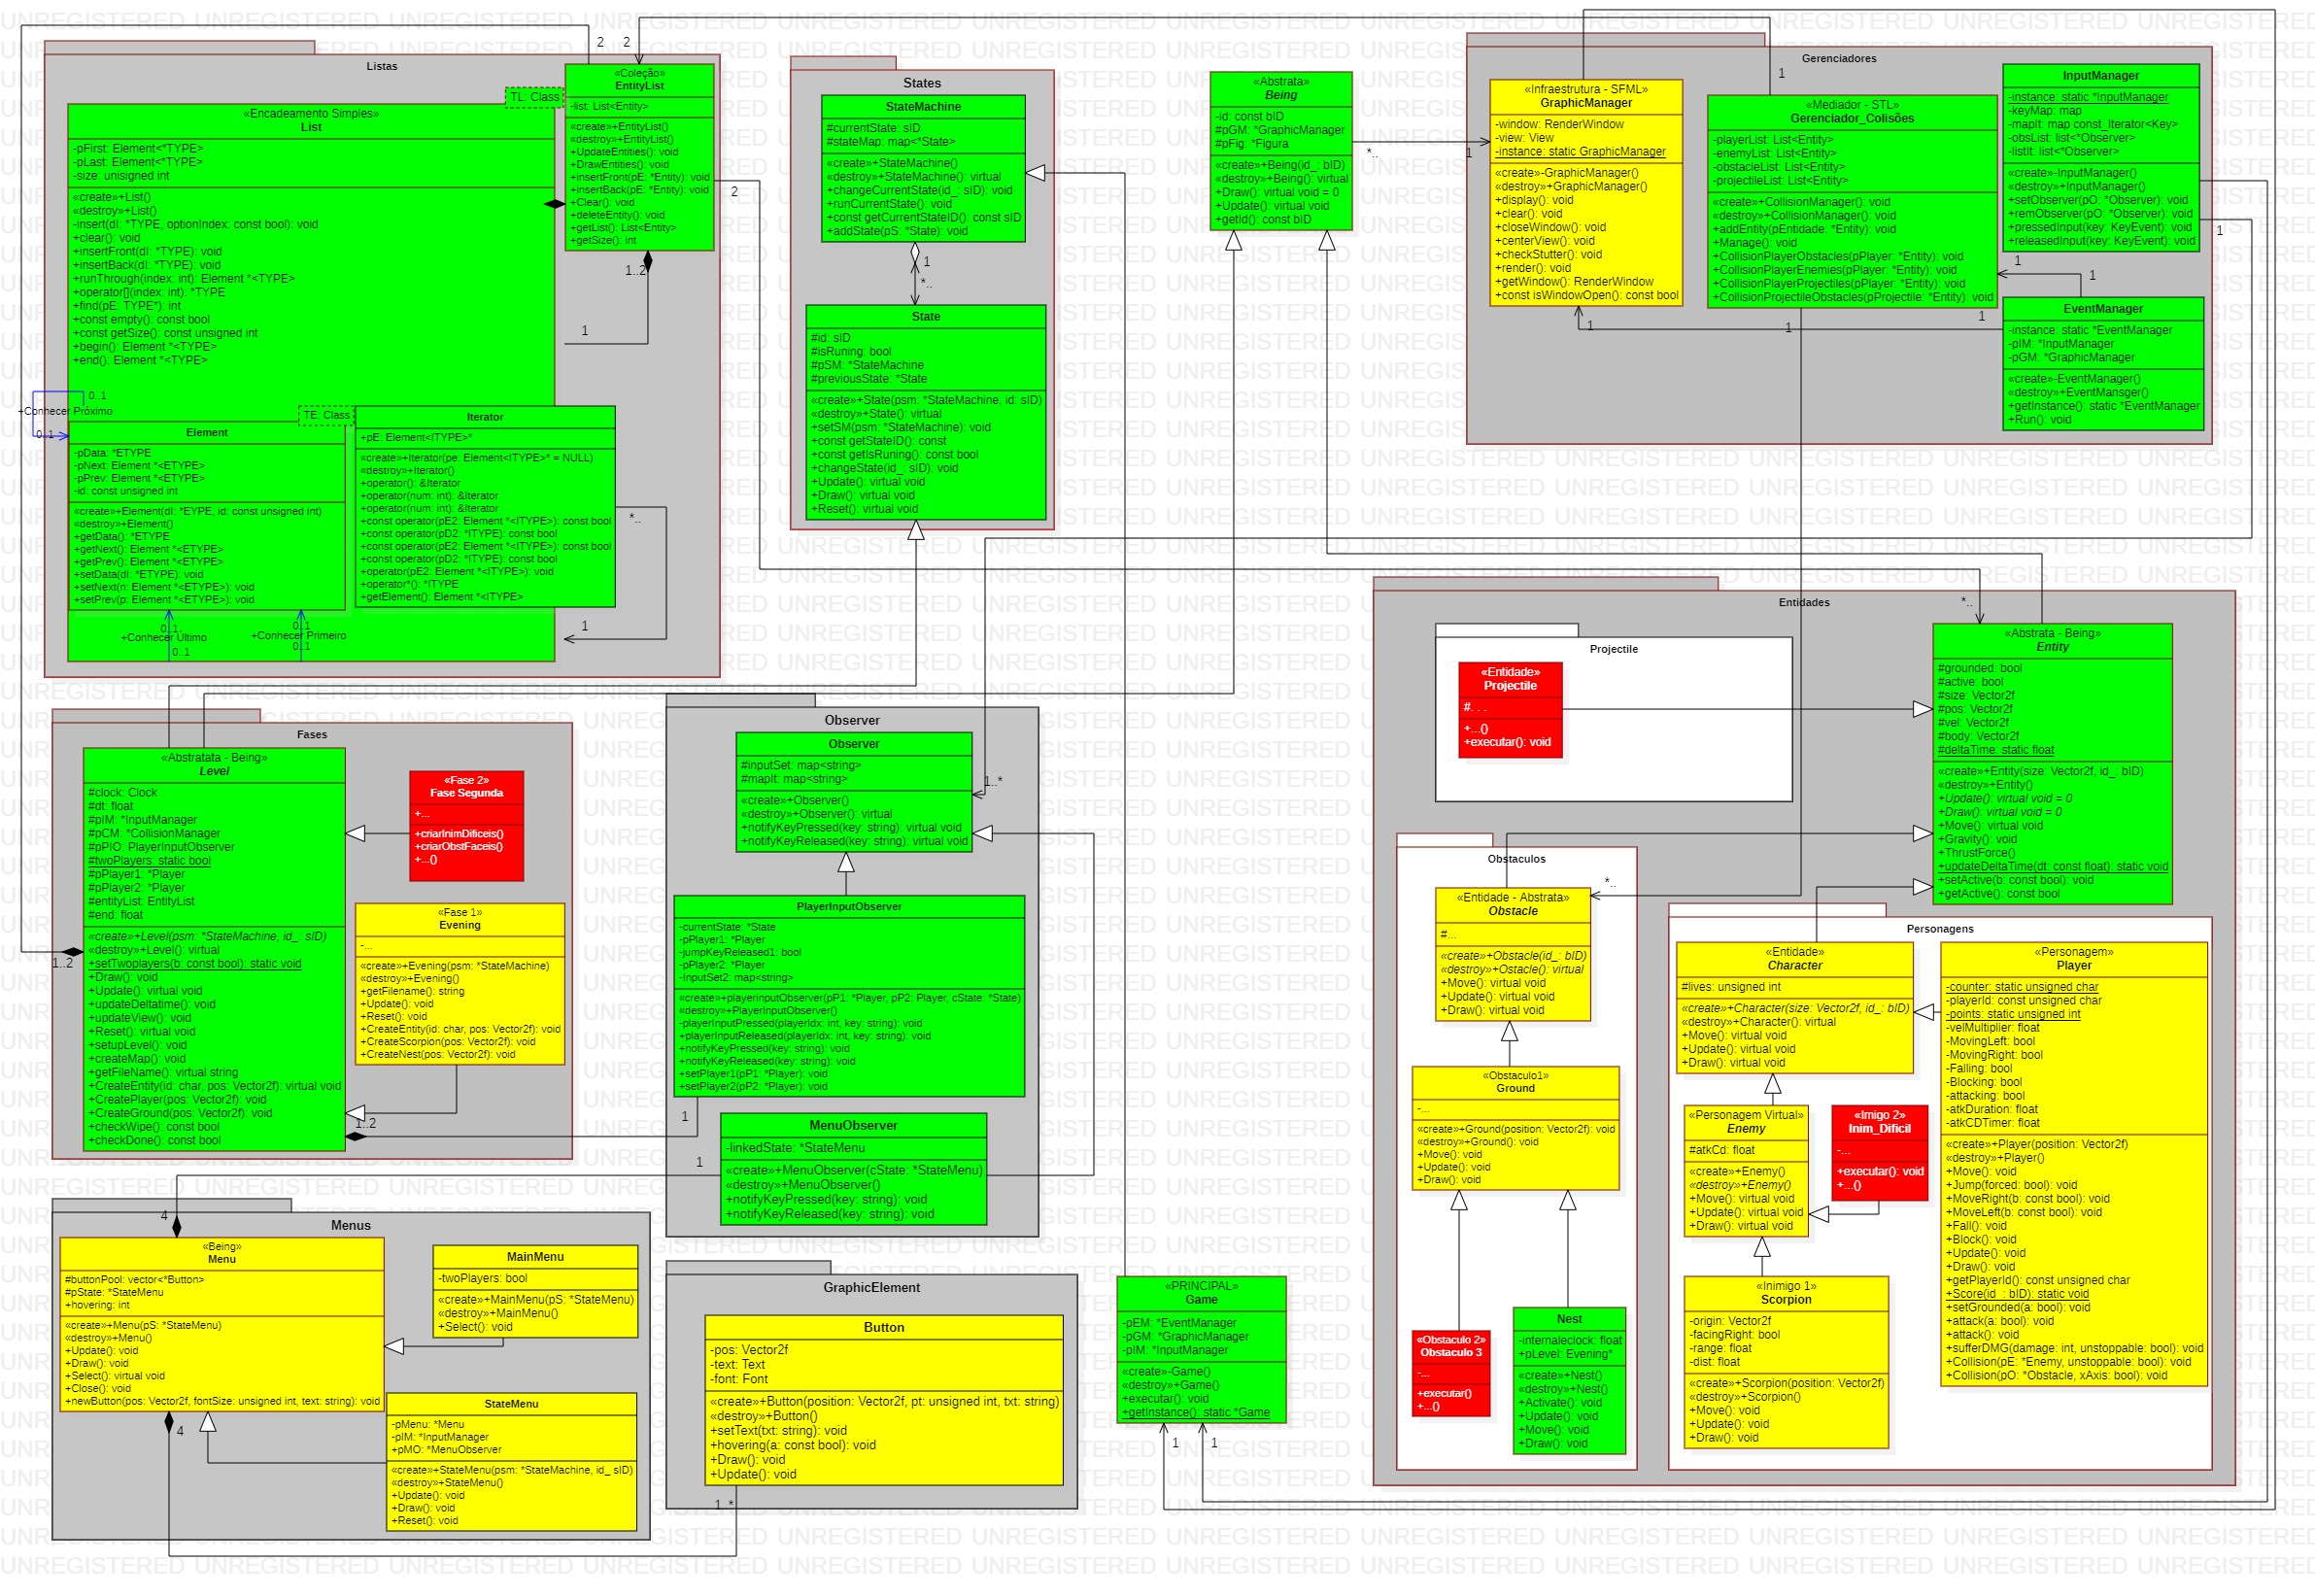 Listas
TL: Class
«Encadeamento Simples»
List
-pFirst: Element<*TYPE>
-pLast: Element<*TYPE>
-size: unisigned int
«create»+List()
«destroy»+List()
-insert(dI: *TYPE, optionIndex: const bool): void
+clear(): void
+insertFront(dI: *TYPE): void
+insertBack(dI: *TYPE): void
+runThrough(index: int): Element *<TYPE>
+operator[](index: int): *TYPE
+find(pE: TYPE*): int
+const empty(): const bool
+const getSize(): const unsigned int
+begin(): Element *<TYPE>
+end(): Element *<TYPE>
«Coleção»
EntityList
-list: List<Entity>
«create»+EntityList()
«destroy»+EntityList()
+UpdateEntities(): void
+DrawEntities(): void
+insertFront(pE: *Entity): void
+insertBack(pE: *Entity): void
+Clear(): void
+deleteEntity(): void
+getList(): List<Entity>
+getSize(): int
2
2
2
1..2
1
0..1
+Conhecer Próximo
0..1
TE: Class
Element
-pData: *ETYPE
-pNext: Element *<ETYPE>
-pPrev: Element *<ETYPE>
-id: const unsigned int
«create»+Element(dI: *EYPE, id: const unsigned int)
«destroy»+Element()
+getData(): *ETYPE
+getNext(): Element *<ETYPE>
+getPrev(): Element *<ETYPE>
+setData(dI: *ETYPE): void
+setNext(n: Element *<ETYPE>): void
+setPrev(p: Element *<ETYPE>): void
0..1
+Conhecer Último
0..1
0..1
+Conhecer Primeiro
0..1
Iterator
+pE: Element<ITYPE>*
«create»+Iterator(pe: Element<ITYPE>* = NULL)
«destroy»+Iterator()
+operator(): &Iterator
+operator(num: int): &Iterator
+operator(num: int): &Iterator
+const operator(pE2: Element *<ITYPE>): const bool
+const operator(pD2: *ITYPE): const bool
+const operator(pE2: Element *<ITYPE>): const bool
+const operator(pD2: *ITYPE): const bool
+operator(pE2: Element *<ITYPE>): void
+operator*(): *ITYPE
+getElement(): Element *<ITYPE>
*..
1
States
StateMachine
#currentState: sID
#stateMap: map<*State>
«create»+StateMachine()
«destroy»+StateMachine(): virtual
+changeCurrentState(id_: sID): void
+runCurrentState(): void
+const getCurrentStateID(): const sID
+addState(pS: *State): void
1
*..
State
#id: sID
#isRuning: bool
#pSM: *StateMachine
#previousState: *State
«create»+State(psm: *StateMachine, id: sID)
«destroy»+State(): virtual
+setSM(psm: *StateMachine): void
+const getStateID(): const
+const getIsRuning(): const bool
+changeState(id_: sID): void
+Update(): virtual void
+Draw(): virtual void
+Reset(): virtual void
«Abstrata»
Being
-id: const bID
#pGM: *GraphicManager
#pFig: *Figura
«create»+Being(id_: bID)
«destroy»+Being(): virtual
+Draw(): virtual void = 0
+Update(): virtual void
+getId(): const bID
*..
1
Gerenciadores
«Infraestrutura - SFML»
GraphicManager
-window: RenderWindow
-view: View
-instance: static GraphicManager
«create»-GraphicManager()
«destroy»+GraphicManager()
+display(): void
+clear(): void
+closeWindow(): void
+centerView(): void
+checkStutter(): void
+render(): void
+getWindow(): RenderWindow
+const isWindowOpen(): const bool
1
«Mediador - STL»
Gerenciador_Colisões
-playerList: List<Entity>
-enemyList: List<Entity>
-obstacleList: List<Entity>
-projectileList: List<Entity>
«create»+CollisionManager(): void
«destroy»+CollisionManager(): void
+addEntity(pEntidade: *Entity): void
+Manage(): void
+CollisionPlayerObstacles(pPlayer: *Entity): void
+CollisionPlayerEnemies(pPlayer: *Entity): void
+CollisionPlayerProjectiles(pPlayer: *Entity): void
+CollisionProjectileObstacles(pProjectile: *Entity): void
InputManager
-instance: static *InputManager
-keyMap: map
-mapIt: map const_Iterator<Key>
-obsList: list<*Observer>
-listIt: list<*Observer>
«create»-InputManager()
«destroy»+InputManager()
+setObserver(pO: *Observer): void
+remObserver(pO: *Observer): void
+pressedInput(key: KeyEvent): void
+releasedInput(key: KeyEvent): void
1
1
1
EventManager
-instance: static *EventManager
-pIM: *InputManager
-pGM: *GraphicManager
«create»-EventManager()
«destroy»+EventMansger()
+getInstance(): static *EventManager
+Run(): void
1
1
1
Entidades
*..
Projectile
«Entidade»
Projectile
#. . .
+...()
+executar(): void
«Abstrata - Being»
Entity
#grounded: bool
#active: bool
#size: Vector2f
#pos: Vector2f
#vel: Vector2f
#body: Vector2f
#deltaTime: static float
«create»+Entity(size: Vector2f, id_: bID)
«destroy»+Entity()
+Update(): virtual void = 0
+Draw(): virtual void = 0
+Move(): virtual void
+Gravity(): void
+ThrustForce()
+updateDeltaTime(dt: const float): static void
+setActive(b: const bool): void
+getActive(): const bool
Obstaculos
*..
«Entidade - Abstrata»
Obstacle
#...
«create»+Obstacle(id_: bID)
«destroy»+Ostacle(): virtual
+Move(): virtual void
+Update(): virtual void
+Draw(): virtual void
«Obstaculo1»
Ground
-...
«create»+Ground(position: Vector2f): void
«destroy»+Ground(): void
+Move(): void
+Update(): void
+Draw(): void
«Obstaculo 2»
Obstaculo 3
-...
+executar()
+...()
Nest
-internaleclock: float
+pLevel: Evening*
«create»+Nest()
«destroy»+Nest()
+Activate(): void
+Update(): void
+Move(): void
+Draw(): void
Personagens
«Entidade»
Character
#lives: unsigned int
«create»+Character(size: Vector2f, id_: bID)
«destroy»+Character(): virtual
+Move(): virtual void
+Update(): virtual void
+Draw(): virtual void
«Personagem Virtual»
Enemy
#atkCd: float
«create»+Enemy()
«destroy»+Enemy()
+Move(): virtual void
+Update(): virtual void
+Draw(): virtual void
«Imigo 2»
Inim_Dificil
-...
+executar(): void
+...()
«Inimigo 1»
Scorpion
-origin: Vector2f
-facingRight: bool
-range: float
-dist: float
«create»+Scorpion(position: Vector2f)
«destroy»+Scorpion()
+Move(): void
+Update(): void
+Draw(): void
«Personagem»
Player
-counter: static unsigned char
-playerId: const unsigned char
-points: static unsigned int
-velMultiplier: float
-MovingLeft: bool
-MovingRight: bool
-Falling: bool
-Blocking: bool
-attacking: bool
-atkDuration: float
-atkCDTimer: float
«create»+Player(position: Vector2f)
«destroy»+Player()
+Move(): void
+Jump(forced: bool): void
+MoveRight(b: const bool): void
+MoveLeft(b: const bool): void
+Fall(): void
+Block(): void
+Update(): void
+Draw(): void
+getPlayerId(): const unsigned char
+Score(id_: bID): static void
+setGrounded(a: bool): void
+attack(a: bool): void
+attack(): void
+sufferDMG(damage: int, unstoppable: bool): void
+Collision(pE: *Enemy, unstoppable: bool): void
+Collision(pO: *Obstacle, xAxis: bool): void
Fases
«Abstratata - Being»
Level
#clock: Clock
#dt: float
#pIM: *InputManager
#pCM: *CollisionManager
#pPIO: PlayerInputObserver
#twoPlayers: static bool
#pPlayer1: *Player
#pPlayer2: *Player
#entityList: EntityList
#end: float
«create»+Level(psm: *StateMachine, id_: sID)
«destroy»+Level(): virtual
+setTwoplayers(b: const bool): static void
+Draw(): void
+Update(): virtual void
+updateDeltatime(): void
+updateView(): void
+Reset(): virtual void
+setupLevel(): void
+createMap(): void
+getFileName(): virtual string
+CreateEntity(id: char, pos: Vector2f): virtual void
+CreatePlayer(pos: Vector2f): void
+CreateGround(pos: Vector2f): void
+checkWipe(): const bool
+checkDone(): const bool
1..2
1..2
«Fase 2»
Fase Segunda
+...
+criarInimDificeis()
+criarObstFaceis()
+...()
«Fase 1»
Evening
-...
«create»+Evening(psm: *StateMachine)
«destroy»+Evening()
+getFilename(): string
+Update(): void
+Reset(): void
+CreateEntity(id: char, pos: Vector2f): void
+CreateScorpion(pos: Vector2f): void
+CreateNest(pos: Vector2f): void
Observer
Observer
#inputSet: map<string>
#mapIt: map<string>
«create»+Observer()
«destroy»+Observer(): virtual
+notifyKeyPressed(key: string): virtual void
+notifyKeyReleased(key: string): virtual void
1..*
PlayerInputObserver
-currentState: *State
-pPlayer1: *Player
-jumpKeyReleased1: bool
-pPlayer2: *Player
-inputSet2: map<string>
«create»+playerinputObserver(pP1: *Player, pP2: Player, cState: *State)
«destroy»+PlayerInputObserver()
-playerInputPressed(playerIdx: int, key: string): void
+playerInputReleased(playerIdx: int, key: string): void
+notifyKeyPressed(key: string): void
+notifyKeyReleased(key: string): void
+setPlayer1(pP1: *Player): void
+setPlayer2(pP2: *Player): void
1
MenuObserver
-linkedState: *StateMenu
«create»+MenuObserver(cState: *StateMenu)
«destroy»+MenuObserver()
+notifyKeyPressed(key: string): void
+notifyKeyReleased(key: string): void
1
Menus
4
«Being»
Menu
#buttonPool: vector<*Button>
#pState: *StateMenu
+hovering: int
«create»+Menu(pS: *StateMenu)
«destroy»+Menu()
+Update(): void
+Draw(): void
+Select(): virtual void
+Close(): void
+newButton(pos: Vector2f, fontSize: unsigned int, text: string): void
4
MainMenu
-twoPlayers: bool
«create»+MainMenu(pS: *StateMenu)
«destroy»+MainMenu()
+Select(): void
StateMenu
-pMenu: *Menu
-pIM: *InputManager
+pMO: *MenuObserver
«create»+StateMenu(psm: *StateMachine, id_ sID)
«destroy»+StateMenu()
+Update(): void
+Draw(): void
+Reset(): void
GraphicElement
Button
-pos: Vector2f
-text: Text
-font: Font
«create»+Button(position: Vector2f, pt: unsigned int, txt: string)
«destroy»+Button()
+setText(txt: string): void
+hovering(a: const bool): void
+Draw(): void
+Update(): void
1..*
«PRINCIPAL»
Game
-pEM: *EventManager
-pGM: *GraphicManager
-pIM: *InputManager
«create»-Game()
«destroy»+Game()
+executar(): void
+getInstance(): static *Game
1
1
UNREGISTERED